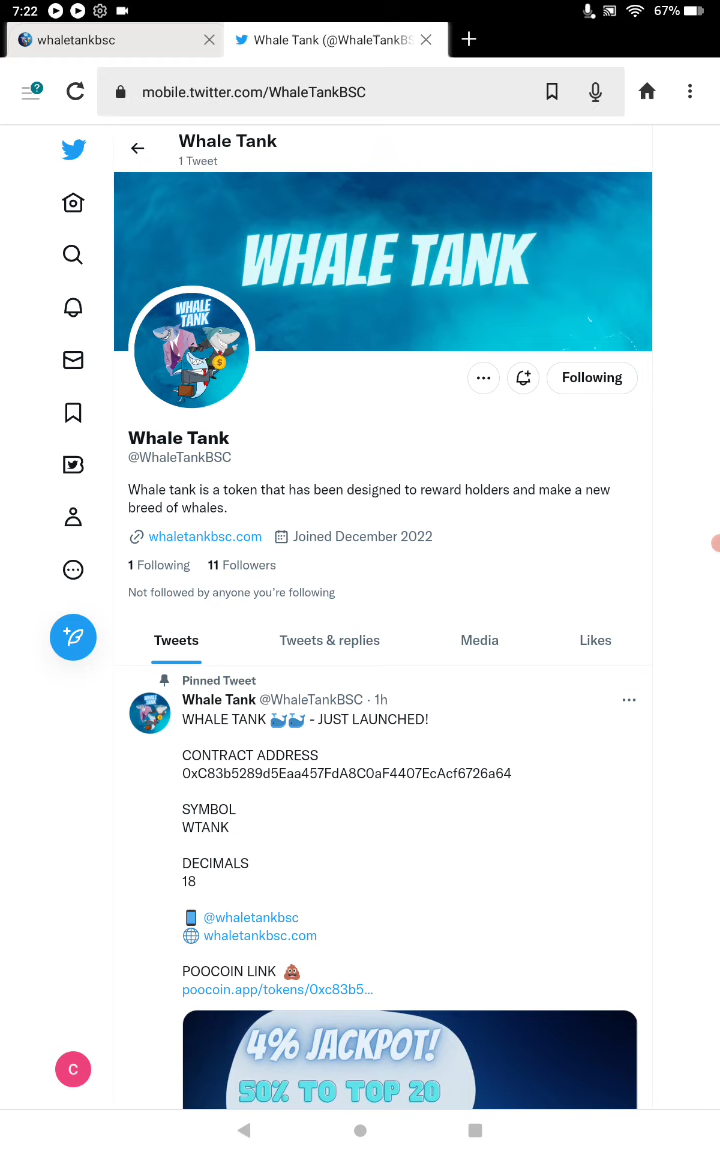 7:22
67%
whaletankbsc
Whale Tank (@WhaleTankBS
mobile.twitter.com/WhaleTankBSC
Whale Tank
1 Tweet
WHALE TANK
WHALE
TANK
Following
Whale Tank
@WhaleTankBSC
Whale tank is a token that has been designed to reward holders and make a new
breed of whales.
whaletankbsc.com Joined December 2022
1 Following 11 Followers
Not followed by anyone you're following
Tweets Tweets & replies Media Likes
Pinned Tweet
Whale Tank @WhaleTankBSC · 1h
WHALE TANK 🐳🐳 - JUST LAUNCHED!
CONTRACT ADDRESS
0xC83b5289d5Eaa457FdA8C0aF4407EcAcf6726a64
SYMBOL
WTANK
DECIMALS
18
@whaletankbsc
whaletankbsc.com
POOCOIN LINK 💩
poocoin.app/tokens/0xc83b5...
4% JACKPOT!
50% TO TOP 20
C